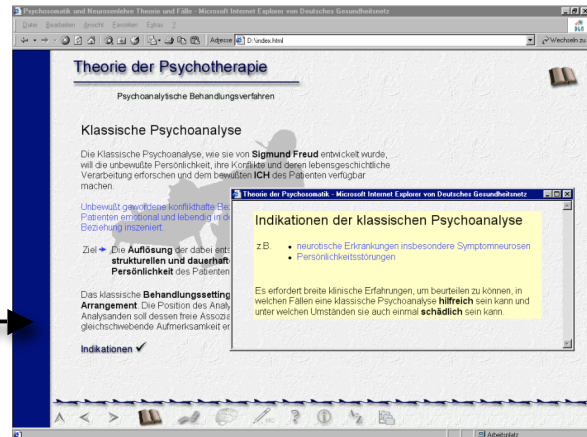 Psychosomatik und Neurosenlehre: Theorie und Fälle - Microsoft Internet Explorer von Deutsches Gesundheitsnetz
Datei Bearbeiten Ansicht Favoriten Extras ?
Adresse D:\index.html Wechseln zu
Theorie der Psychotherapie
Psychoanalytische Behandlungsverfahren
Klassische Psychoanalyse
Die Klassische Psychoanalyse, wie sie von Sigmund Freud entwickelt wurde,
will die unbewußte Persönlichkeit, ihre Konflikte und deren lebensgeschichtliche
Verarbeitung erforschen und dem bewußten ICH des Patienten verfügbar
machen.
Unbewußt gewordene konflikthafte Be
Patienten emotional und lebendig in d
Beziehung inszeniert.
Ziel Die Auflösung der dabei ents
strukturellen und dauerhaft
Persönlichkeit des Patienten
Das klassische Behandlungssetting
Arrangement. Die Position des Analy
Analysanden soll dessen freie Assozia
gleichschwebende Aufmerksamkeit er
Indikationen
Theorie der Psychosomatik - Microsoft Internet Explorer von Deutsches Gesundheitsnetz
Indikationen der klassischen Psychoanalyse
z.B. • neurotische Erkrankungen insbesondere Symptomneurosen
• Persönlichkeitsstörungen
Es erfordert breite klinische Erfahrungen, um beurteilen zu können, in
welchen Fällen eine klassische Psychoanalyse hilfreich sein kann und
unter welchen Umständen sie auch einmal schädlich sein kann.
Arbeitsplatz